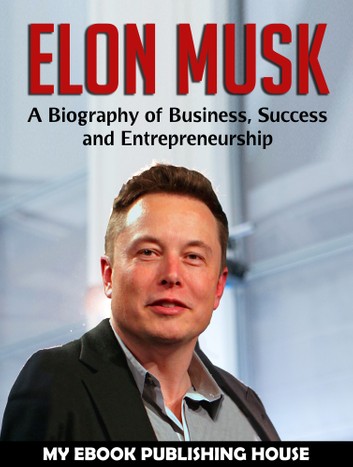 ELON MUSK
A Biography of Business, Success
and Entrepreneurship
MY EBOOK PUBLISHING HOUSE